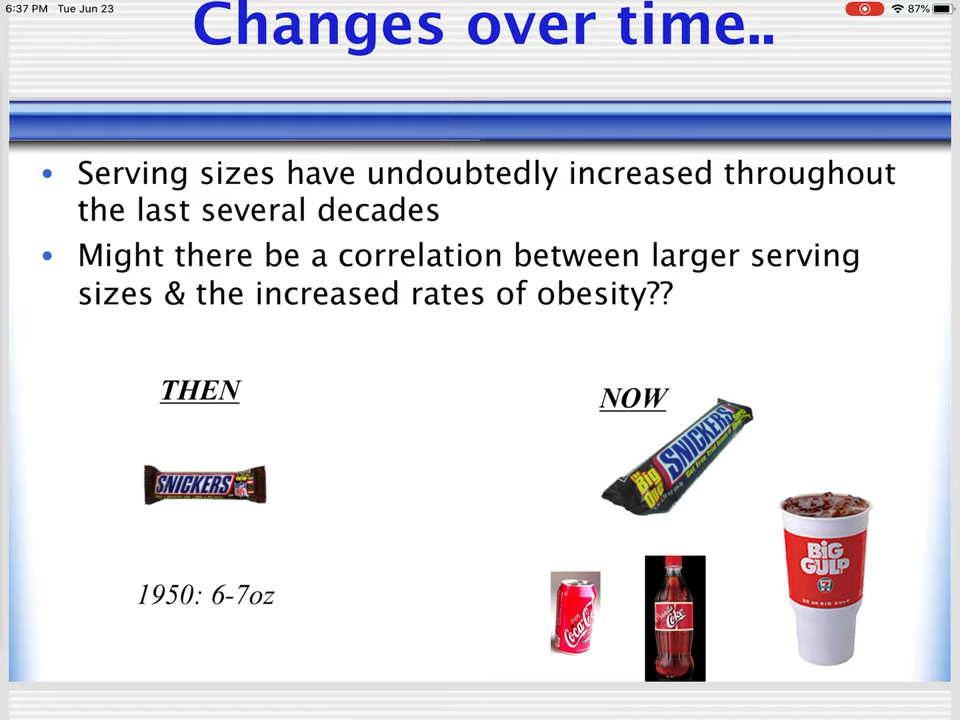 6:37 PM Tue Jun 23
87%
Changes over time..
• Serving sizes have undoubtedly increased throughout
the last several decades
• Might there be a correlation between larger serving
sizes & the increased rates of obesity??
THEN
NOW
SNICKERS
The
Big
One
SNICKERS
1950: 6-7oz
Coca-Cola
Coke
BIG
GULP